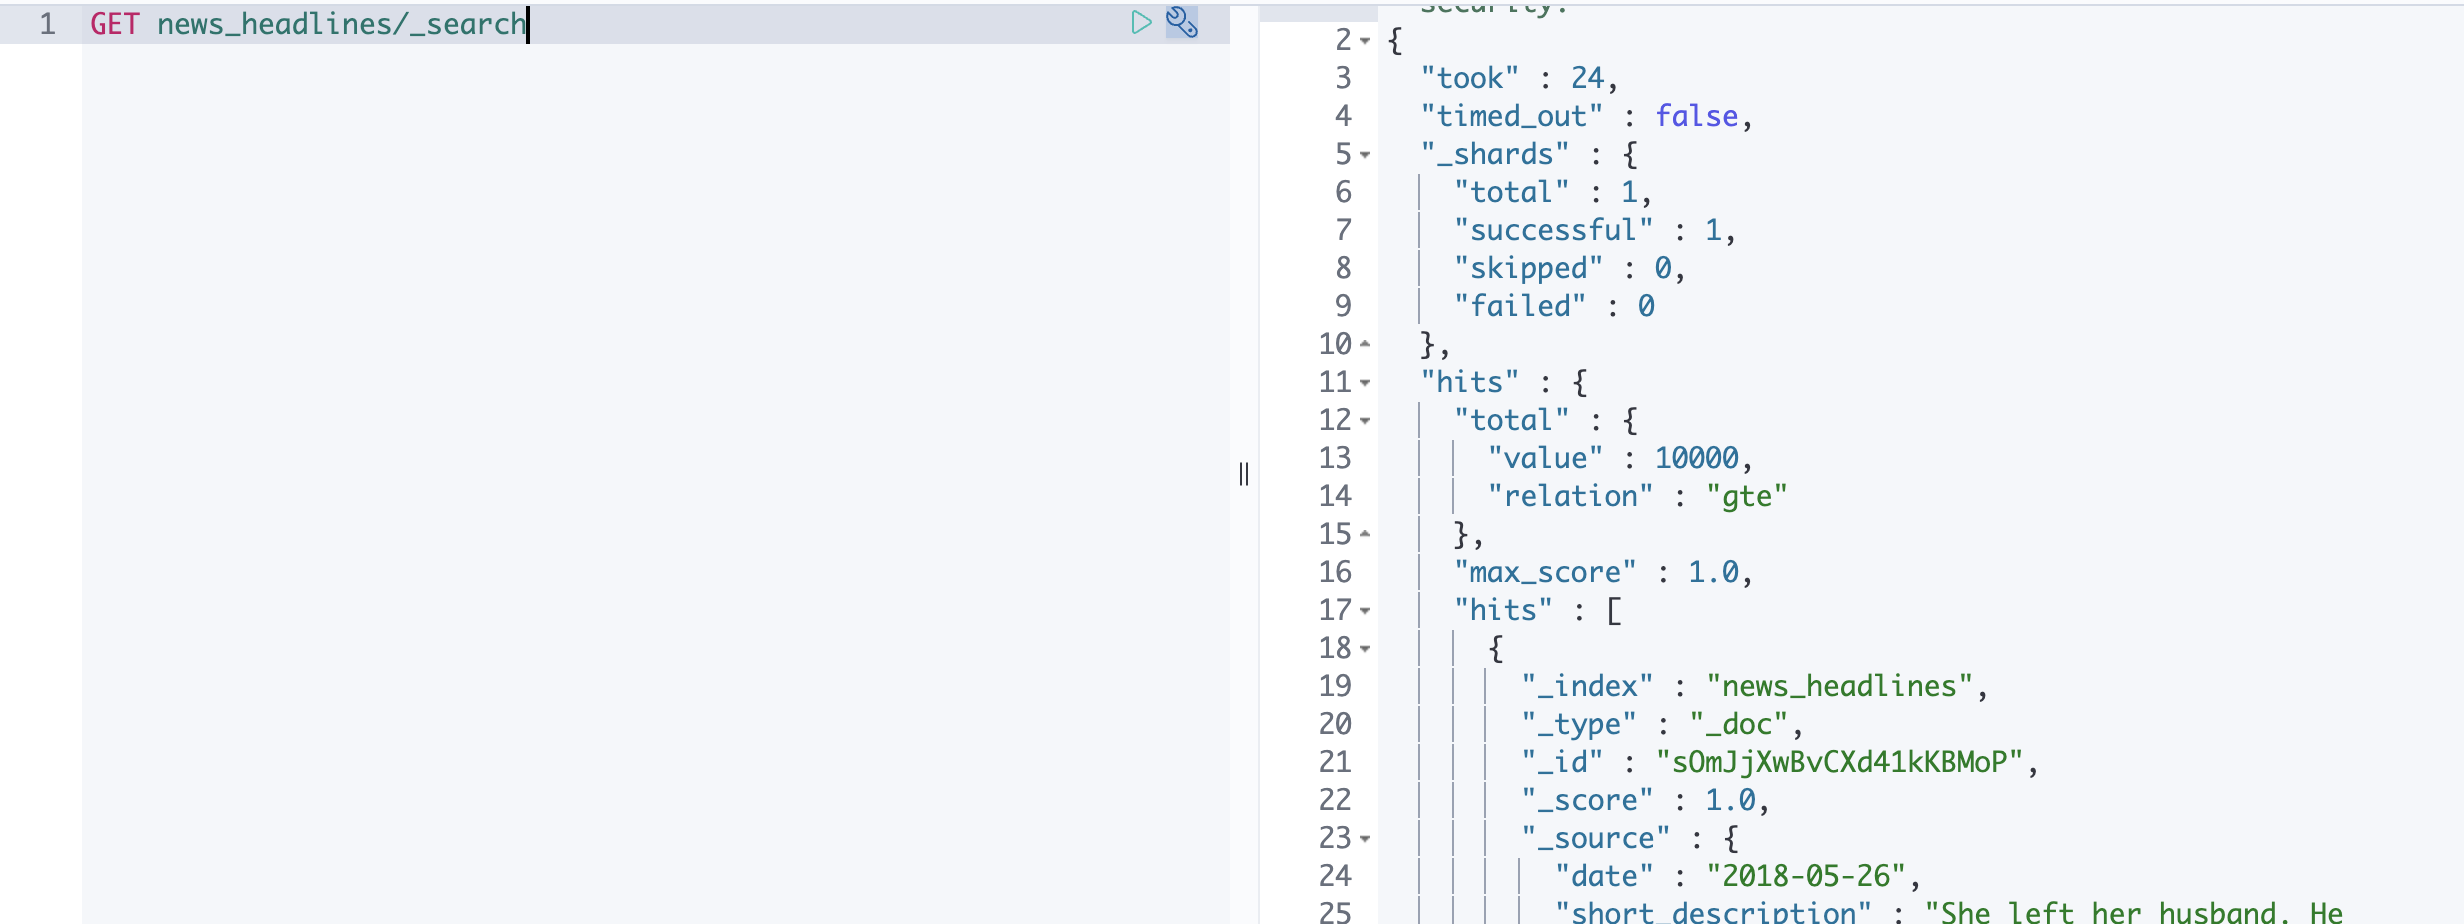 1 GET news_headlines/_search
security.
2 {
3 "took" : 24,
4 "timed_out" : false,
5 "_shards" : {
6 "total" : 1,
7 "successful" : 1,
8 "skipped" : 0,
9 "failed" : 0
10 },
11 "hits" : {
12 "total" : {
13 "value" : 10000,
14 "relation" : "gte"
15 },
16 "max_score" : 1.0,
17 "hits" : [
18 {
19 "_index" : "news_headlines",
20 "_type" : "_doc",
21 "_id" : "sOmJjXwBvCXd41kKBMoP",
22 "_score" : 1.0,
23 "_source" : {
24 "date" : "2018-05-26",
25 "short_description" : "She left her husband. He